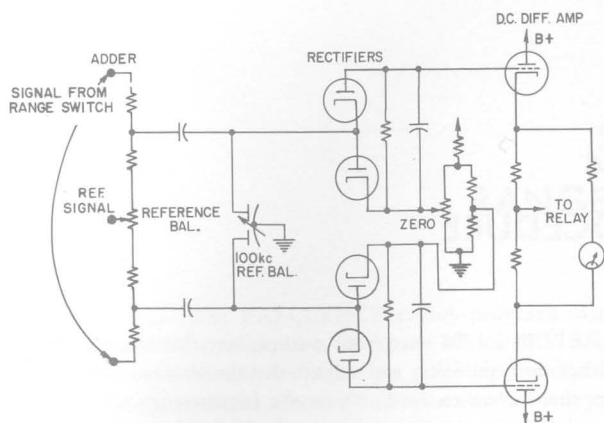 D.C. DIFF. AMP
B+
ADDER
RECTIFIERS
SIGNAL FROM
RANGE SWITCH
REF.
SIGNAL
REFERENCE
BAL.
100kc
REF. BAL.
ZERO
TO
RELAY
B+